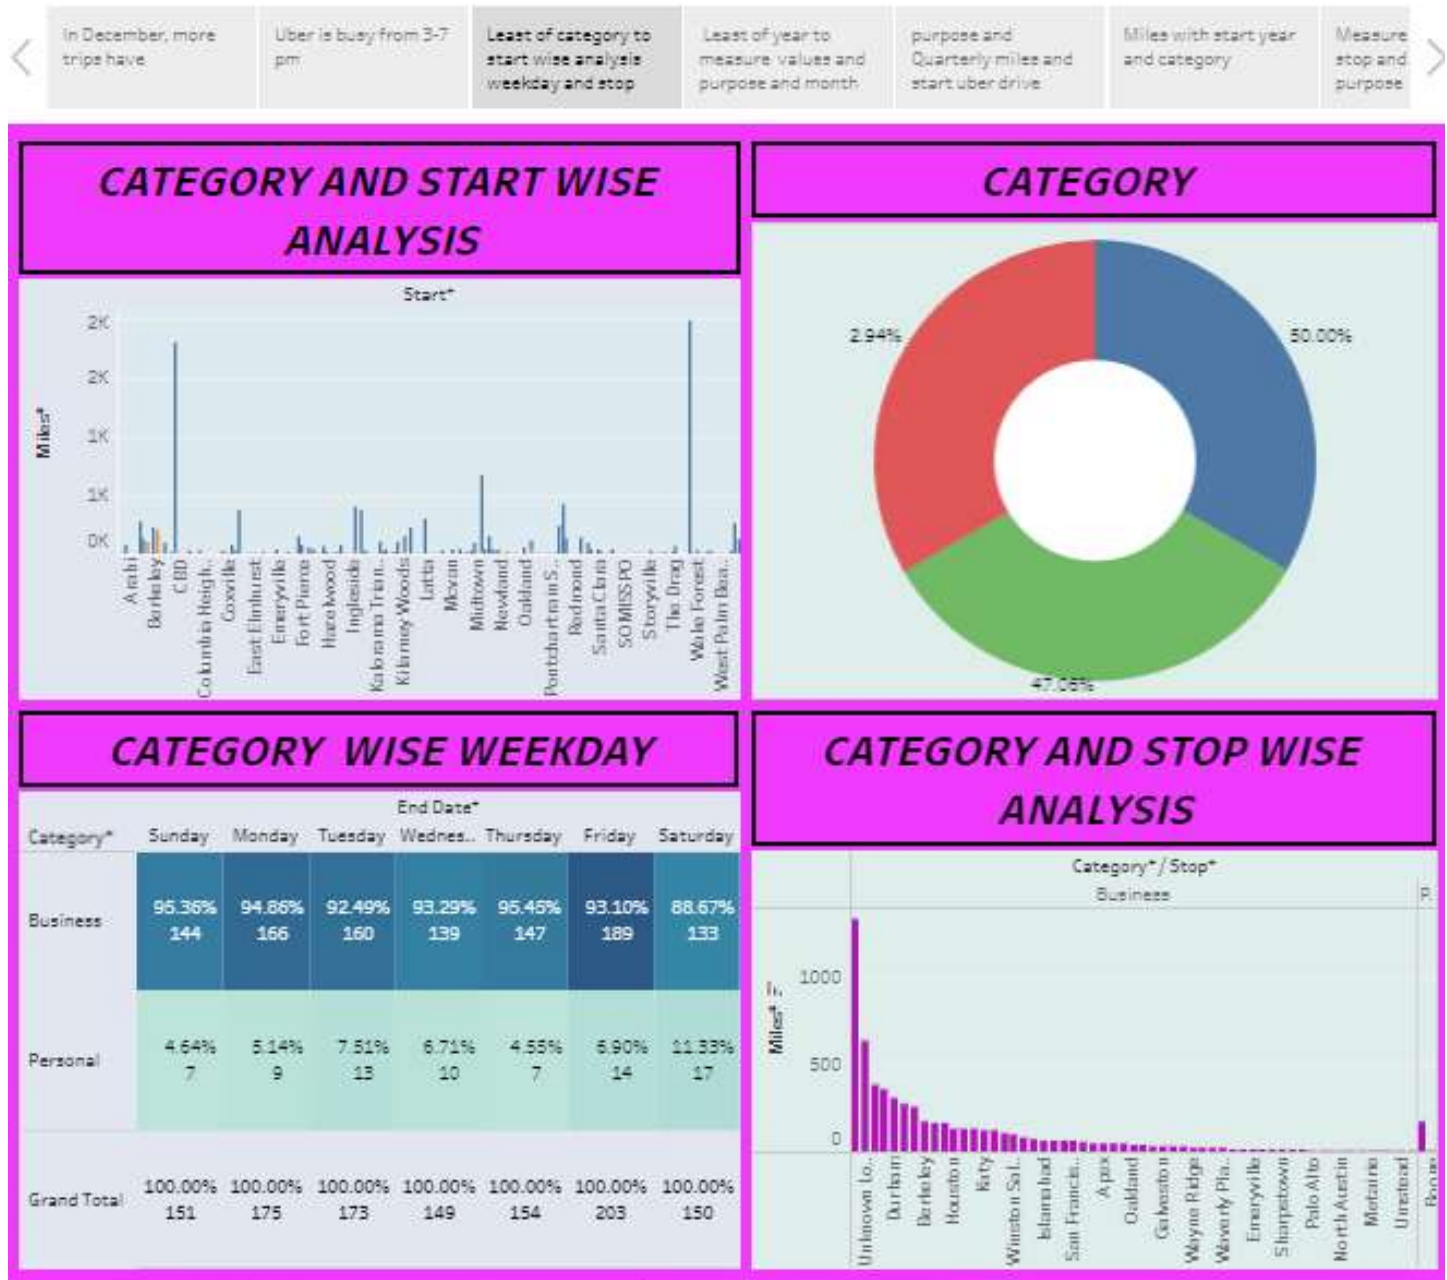 In December, more
trips have
Uber is busy from 3-7
pm
Least of category to
start wise analysis
weekday and stop
Least of year to
measure values and
purpose and month
purpose and
Quarterly miles and
start uber drive
Miles with start year
and category
Measure
stop and
purpose
CATEGORY AND START WISE
ANALYSIS
Start*
Miles*
2K
2K
1K
1K
0K
Arabi
Berkeley
CBD
Columbia Heigh..
Coxville
East Elmhurst
Emeryville
Fort Pierce
Hazelwood
Ingleside
Kalorama Trian..
Kilarney Woods
Latta
Mcvan
Midtown
Newland
Oakland
Pontchartrain S..
Redmond
Santa Clara
SOMISSPO
Storyville
The Drag
Wake Forest
West Palm Bea..
CATEGORY
2.94%
50.00%
47.06%
CATEGORY WISE WEEKDAY
End Date*
Category* Sunday Monday Tuesday Wednes.. Thursday Friday Saturday
Business 95.36% 94.86% 92.49% 93.29% 95.45% 93.10% 88.67%
144 166 160 139 147 189 133
Personal 4.64% 5.14% 7.51% 6.71% 4.55% 6.90% 11.33%
7 9 13 10 7 14 17
Grand Total 100.00% 100.00% 100.00% 100.00% 100.00% 100.00% 100.00%
151 175 173 149 154 203 150
CATEGORY AND STOP WISE
ANALYSIS
Category* / Stop*
Business
P.
Miles*
1000
500
0
Unknown Lo..
Durham
Berkeley
Houston
Katy
Winston Sal..
Islamabad
San Francis..
Apex
Oakland
Galveston
Wayne Ridge
Waverly Pla..
Emeryville
Sharpstown
Palo Alto
North Austin
Metairie
Umstead
Boone